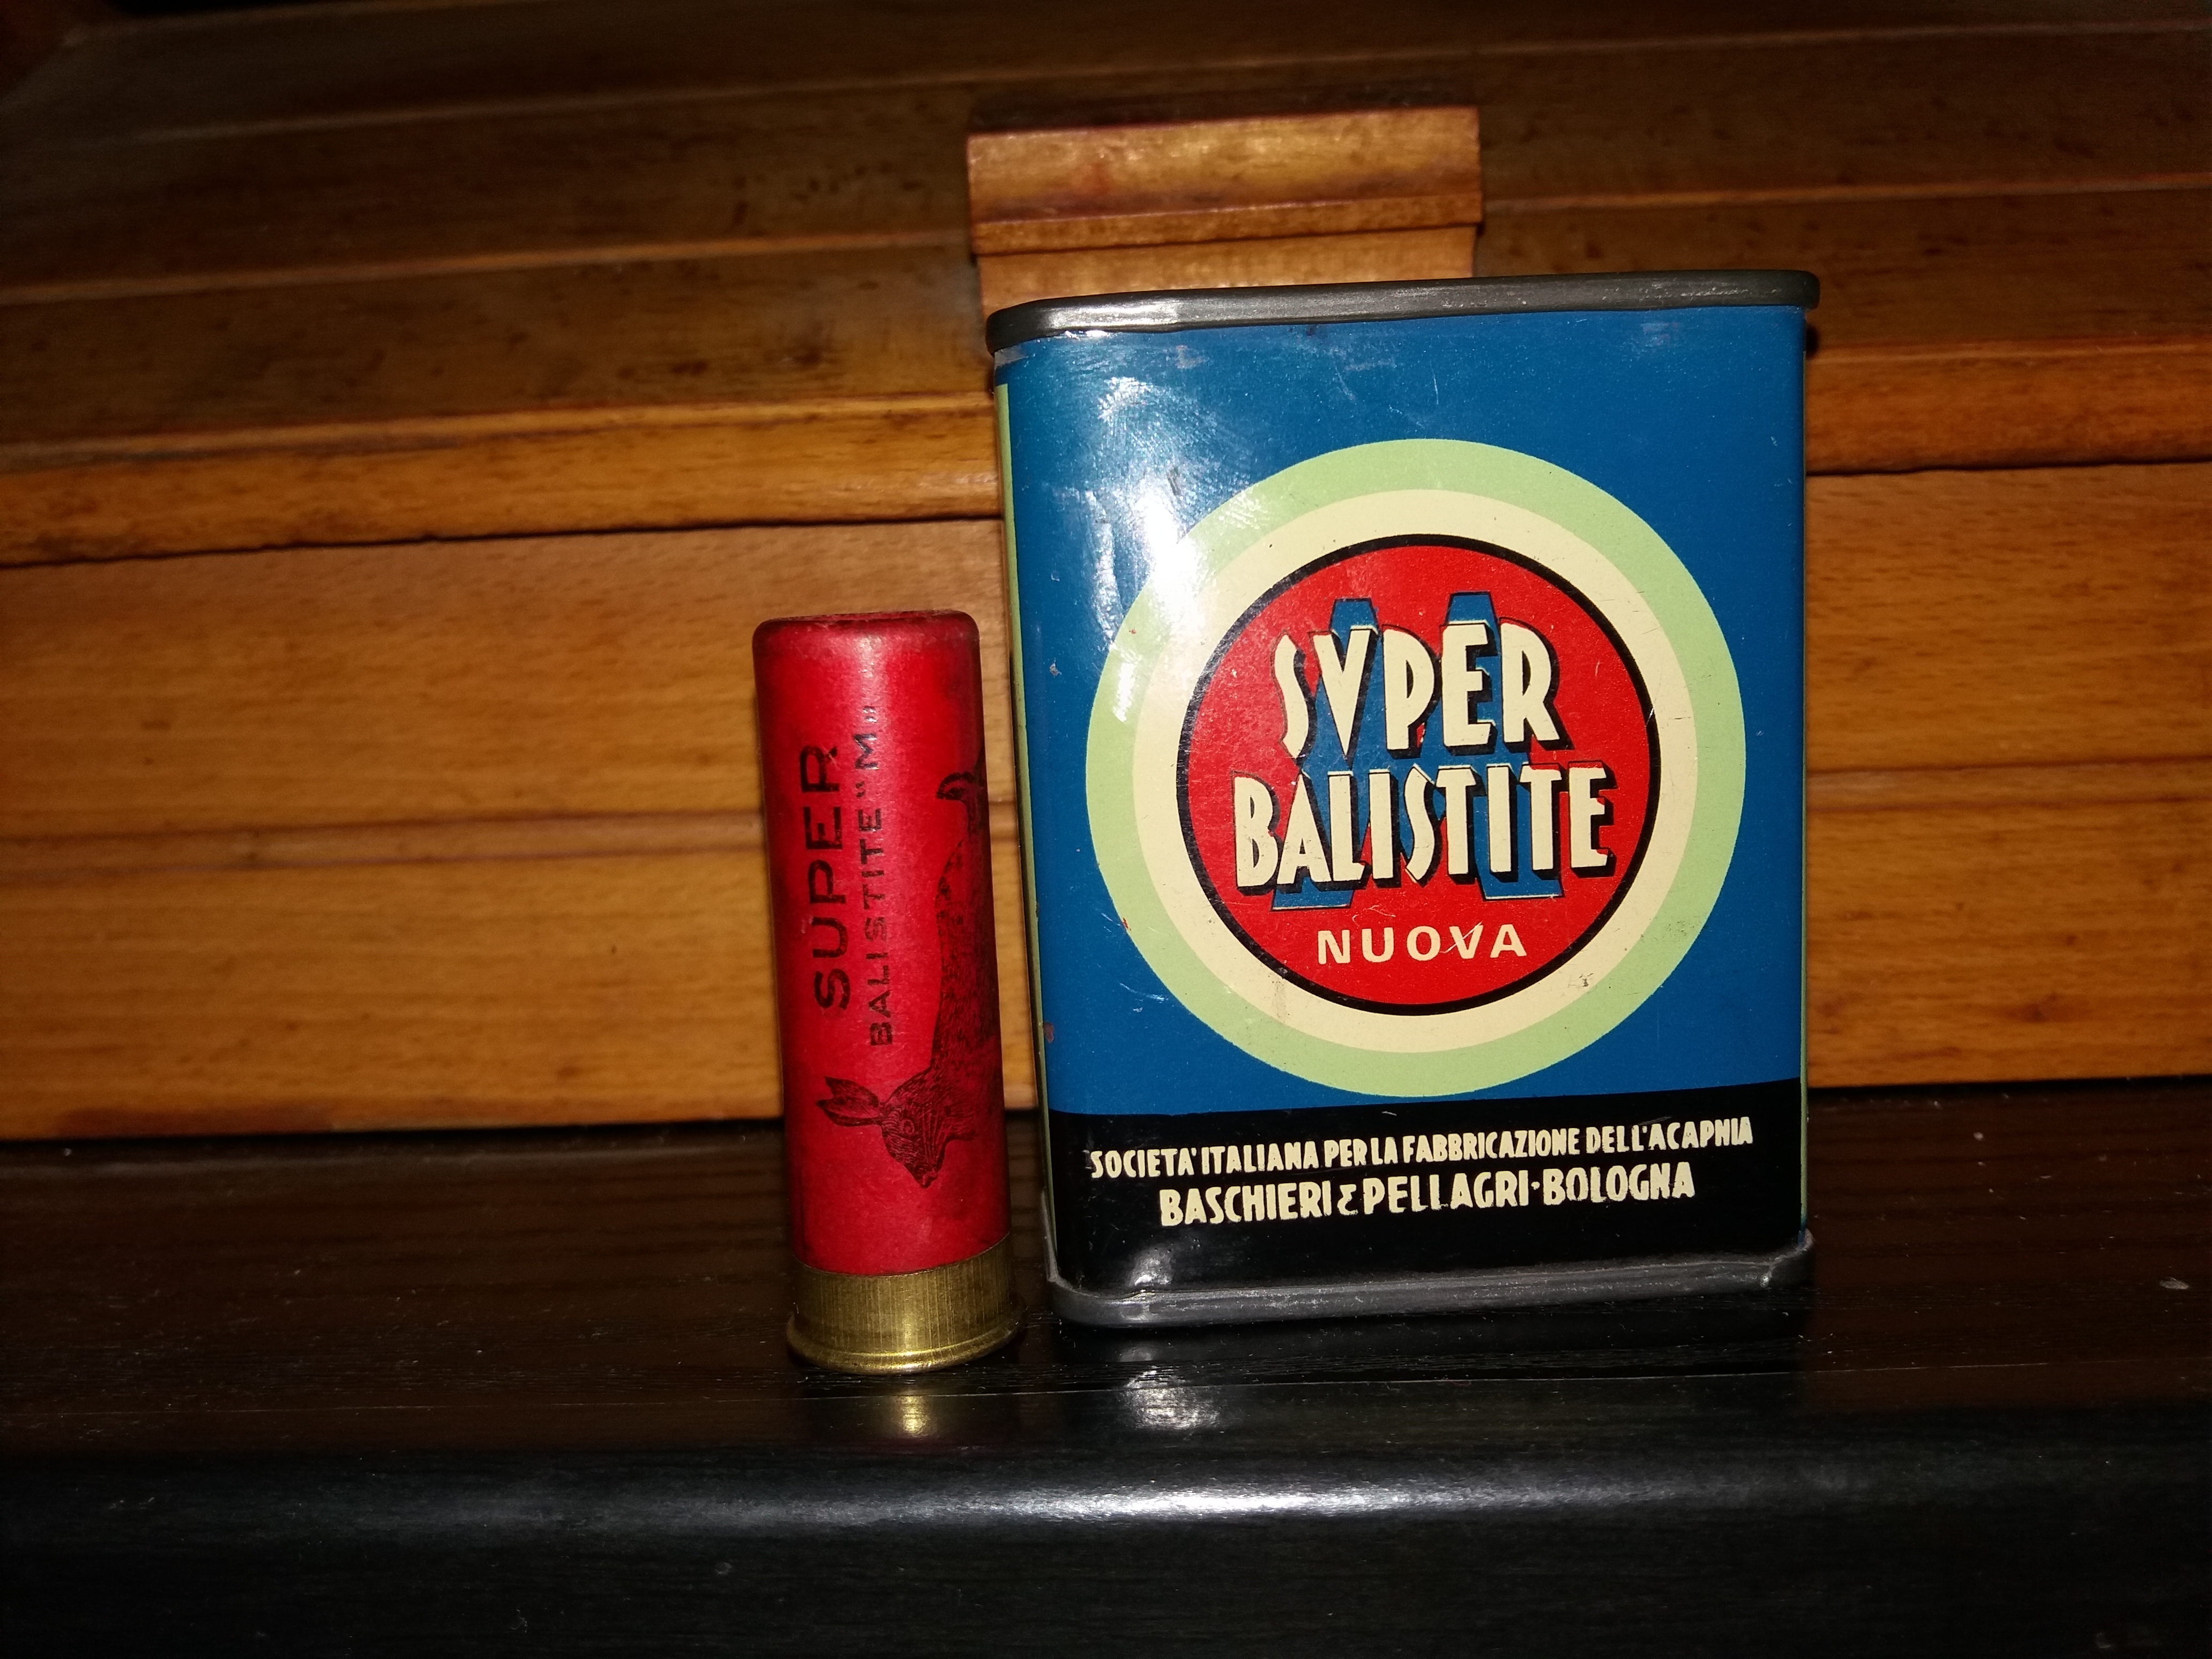 SUPER
BALISTITE "M"
SVPER
BALISTITE
M
NUOVA
SOCIETA' ITALIANA PER LA FABBRICAZIONE DELL'ACAPNIA
BASCHIERI & PELLAGRI·BOLOGNA